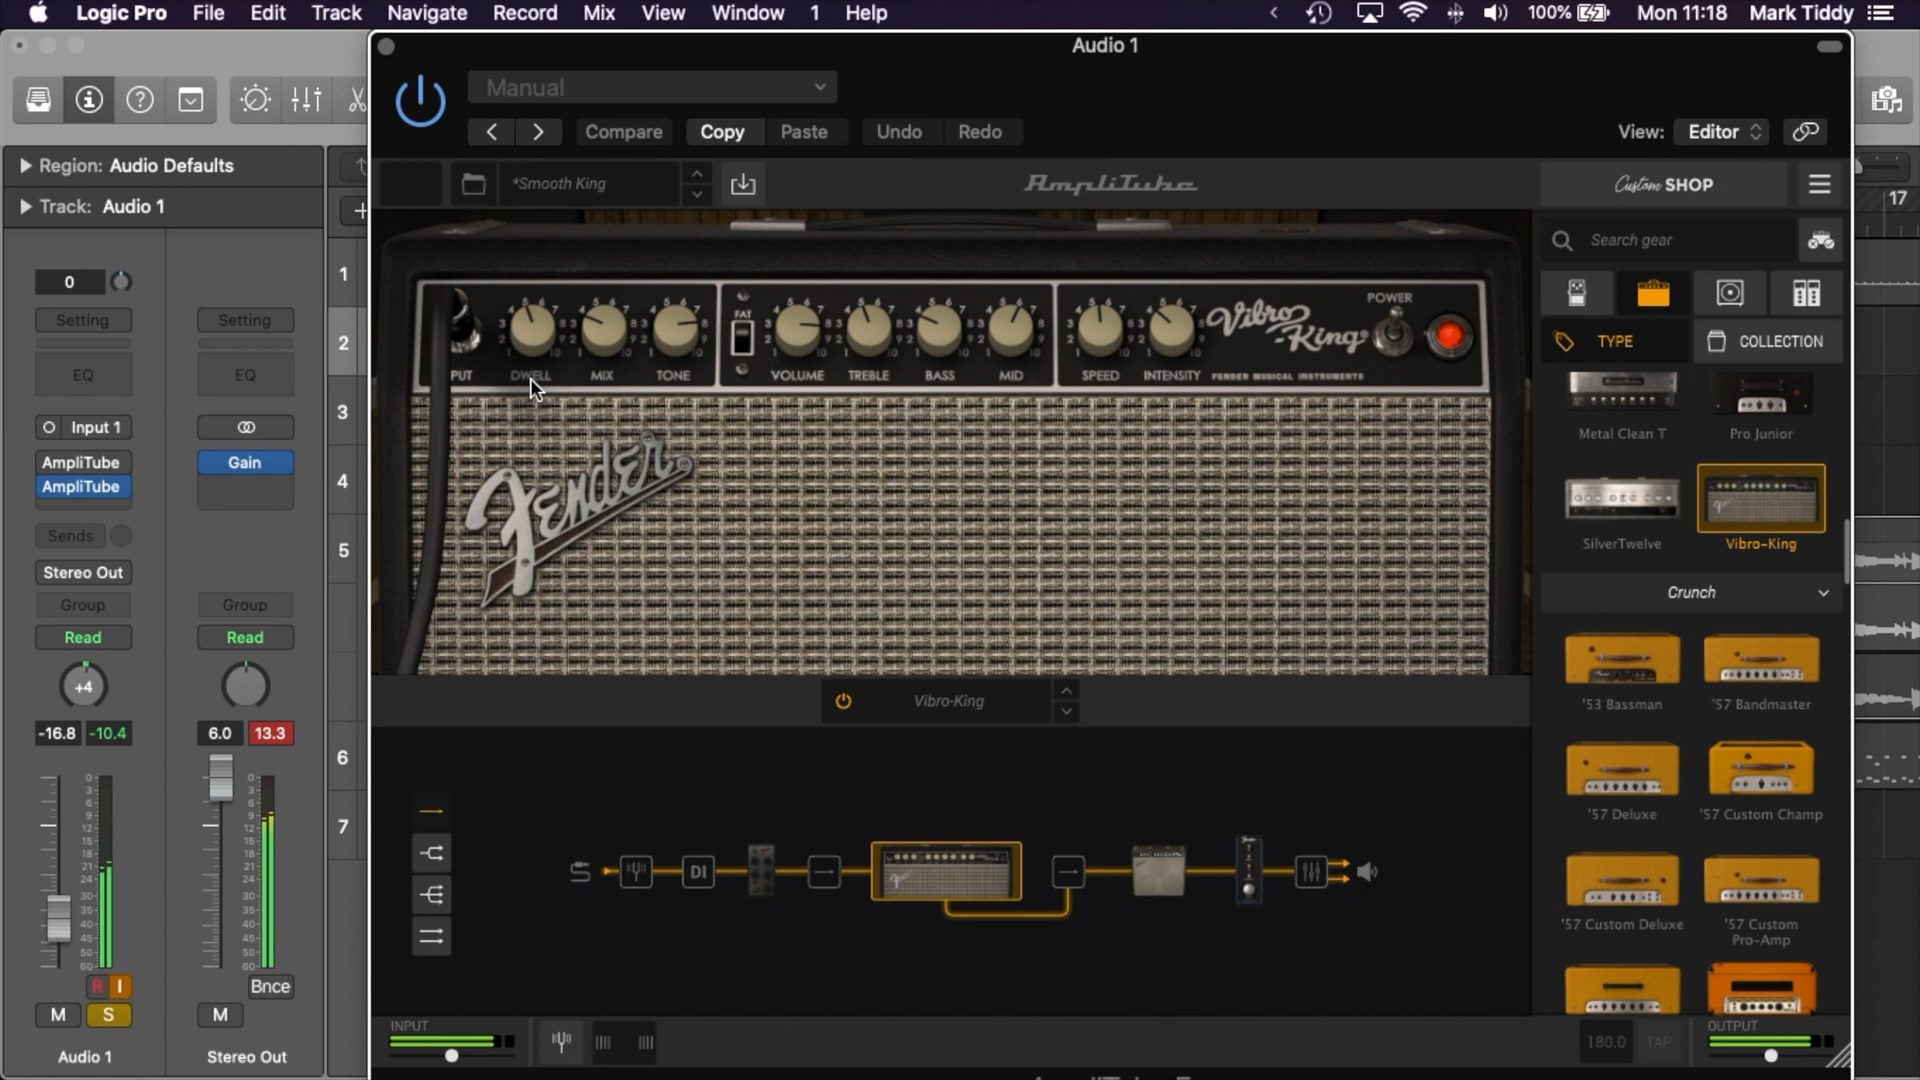 Logic Pro File Edit Track Navigate Record Mix View Window 1 Help
100% Mon 11:18 Mark Tiddy
Audio 1
Manual
Compare Copy Paste Undo Redo
View: Editor
Region: Audio Defaults
Track: Audio 1
*Smooth King
AmpliTube
Custom SHOP
17
Search gear
0
Setting Setting
EQ EQ
Input 1
AmpliTube Gain
AmpliTube
Sends
Stereo Out
Group Group
Read Read
+4
-16.8 -10.4 6.0 13.3
R I Bnce
M S M
Audio 1 Stereo Out
1
2
3
4
5
6
7
FAT
POWER
Vibro-King
PUT DWELL MIX TONE VOLUME TREBLE BASS MID SPEED INTENSITY FENDER MUSICAL INSTRUMENTS
Fender
Vibro-King
DI
TYPE COLLECTION
Metal Clean T Pro Junior
SilverTwelve Vibro-King
Crunch
'53 Bassman '57 Bandmaster
'57 Deluxe '57 Custom Champ
'57 Custom Deluxe '57 Custom
Pro-Amp
INPUT
180.0 TAP
OUTPUT